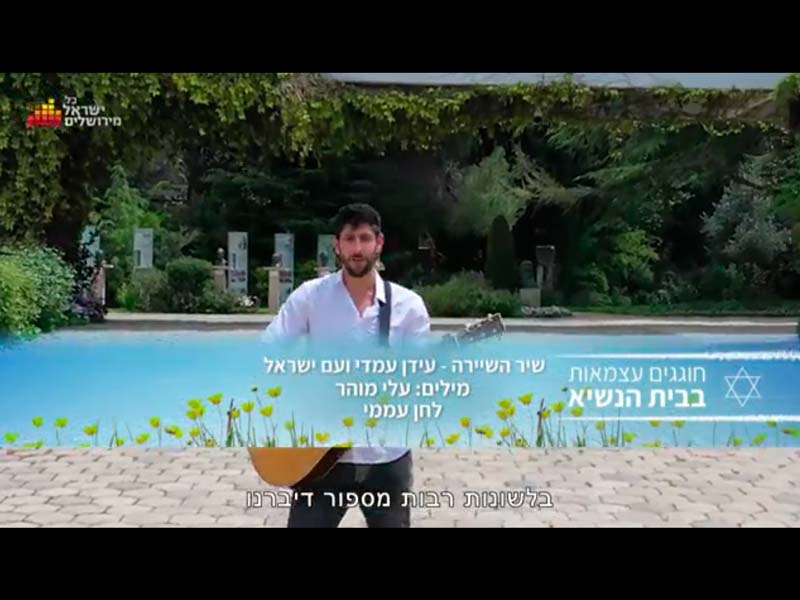 כל
ישראל
מירושלים
שיר השיירה - עידן עמדי ועם ישראל
מילים: עלי מוהר
לחן עממי
חוגגים עצמאות
בבית הנשיא
בלשונות רבות מספור דיברנו